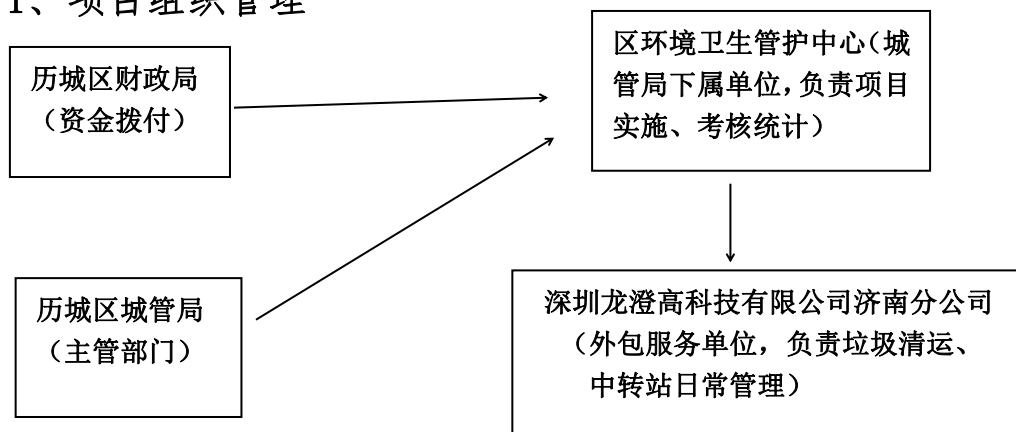 1、项目组织管理
历城区财政局
（资金拨付）
区环境卫生管护中心（城
管局下属单位，负责项目
实施、考核统计）
历城区城管局
（主管部门）
深圳龙澄高科技有限公司济南分公司
（外包服务单位，负责垃圾清运、
中转站日常管理）